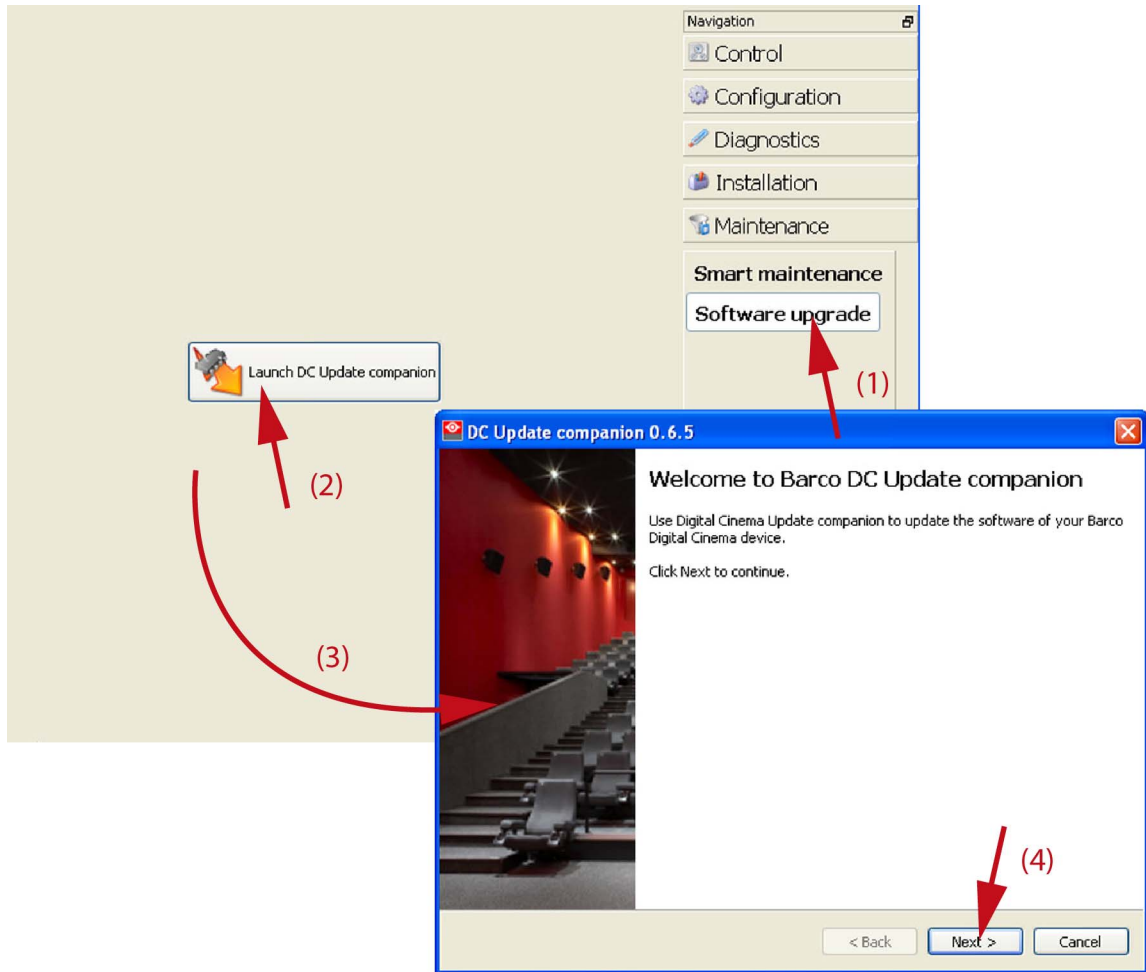 Navigation
Control
Configuration
Diagnostics
Installation
Maintenance
Smart maintenance
Software upgrade
(1)
Launch DC Update companion
(2)
(3)
DC Update companion 0.6.5
Welcome to Barco DC Update companion
Use Digital Cinema Update companion to update the software of your Barco
Digital Cinema device.
Click Next to continue.
(4)
< Back
Next >
Cancel